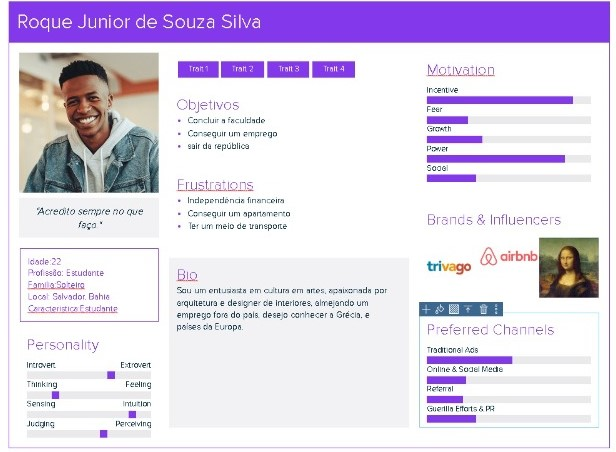 Roque Junior de Souza Silva
"Acredito sempre no que
faço."
Idade:22
Profissão: Estudante
Família:Solteiro
Local: Salvador, Bahia
Característica:Estudante
Personality
Introvert Extrovert
Thinking Feeling
Sensing Intuition
Judging Perceiving
Trait 1 Trait 2 Trait 3 Trait 4
Objetivos
Concluir a faculdade
Conseguir um emprego
sair da república
Frustrations
Independência financeira
Conseguir um apartamento
Ter um meio de transporte
Bio
Sou um entusiasta em cultura em artes, apaixonada por
arquitetura e designer de interiores, almejando um
emprego fora do país, desejo conhecer a Grécia, e
países da Europa.
Motivation
Incentive
Fear
Growth
Power
Social
Brands & Influencers
trivago
airbnb
Preferred Channels
Traditional Ads
Online & Social Media
Referral
Guerilla Efforts & PR